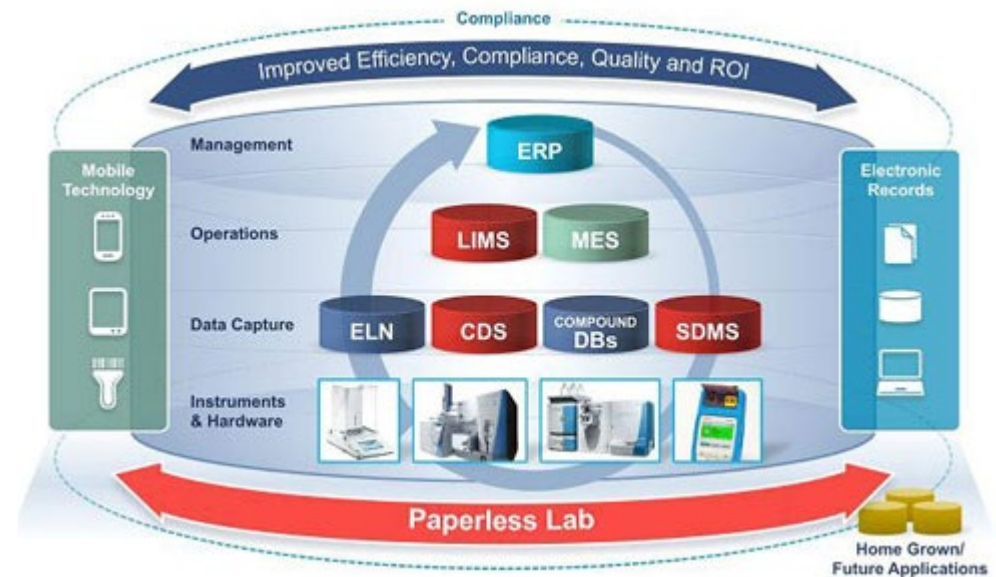 Compliance
Improved Efficiency, Compliance, Quality and ROI
Management
ERP
Mobile
Technology
Electronic
Records
Operations
LIMS
MES
Data Capture
ELN
CDS
COMPOUND
DBs
SDMS
Instruments
& Hardware
Paperless Lab
Home Grown/
Future Applications